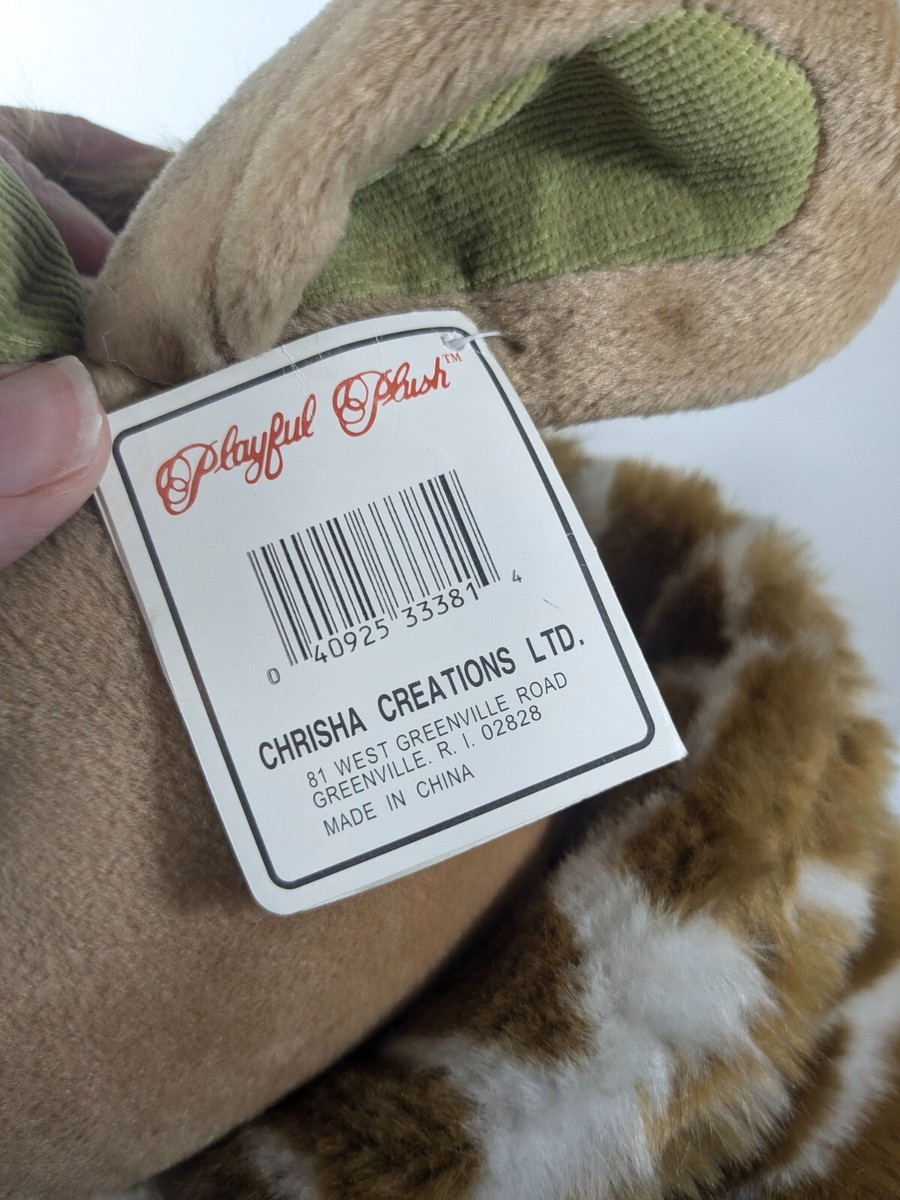 Playful Plush™
0 40925 33381 4
CHRISHA CREATIONS LTD.
81 WEST GREENVILLE ROAD
GREENVILLE. R. I. 02828
MADE IN CHINA